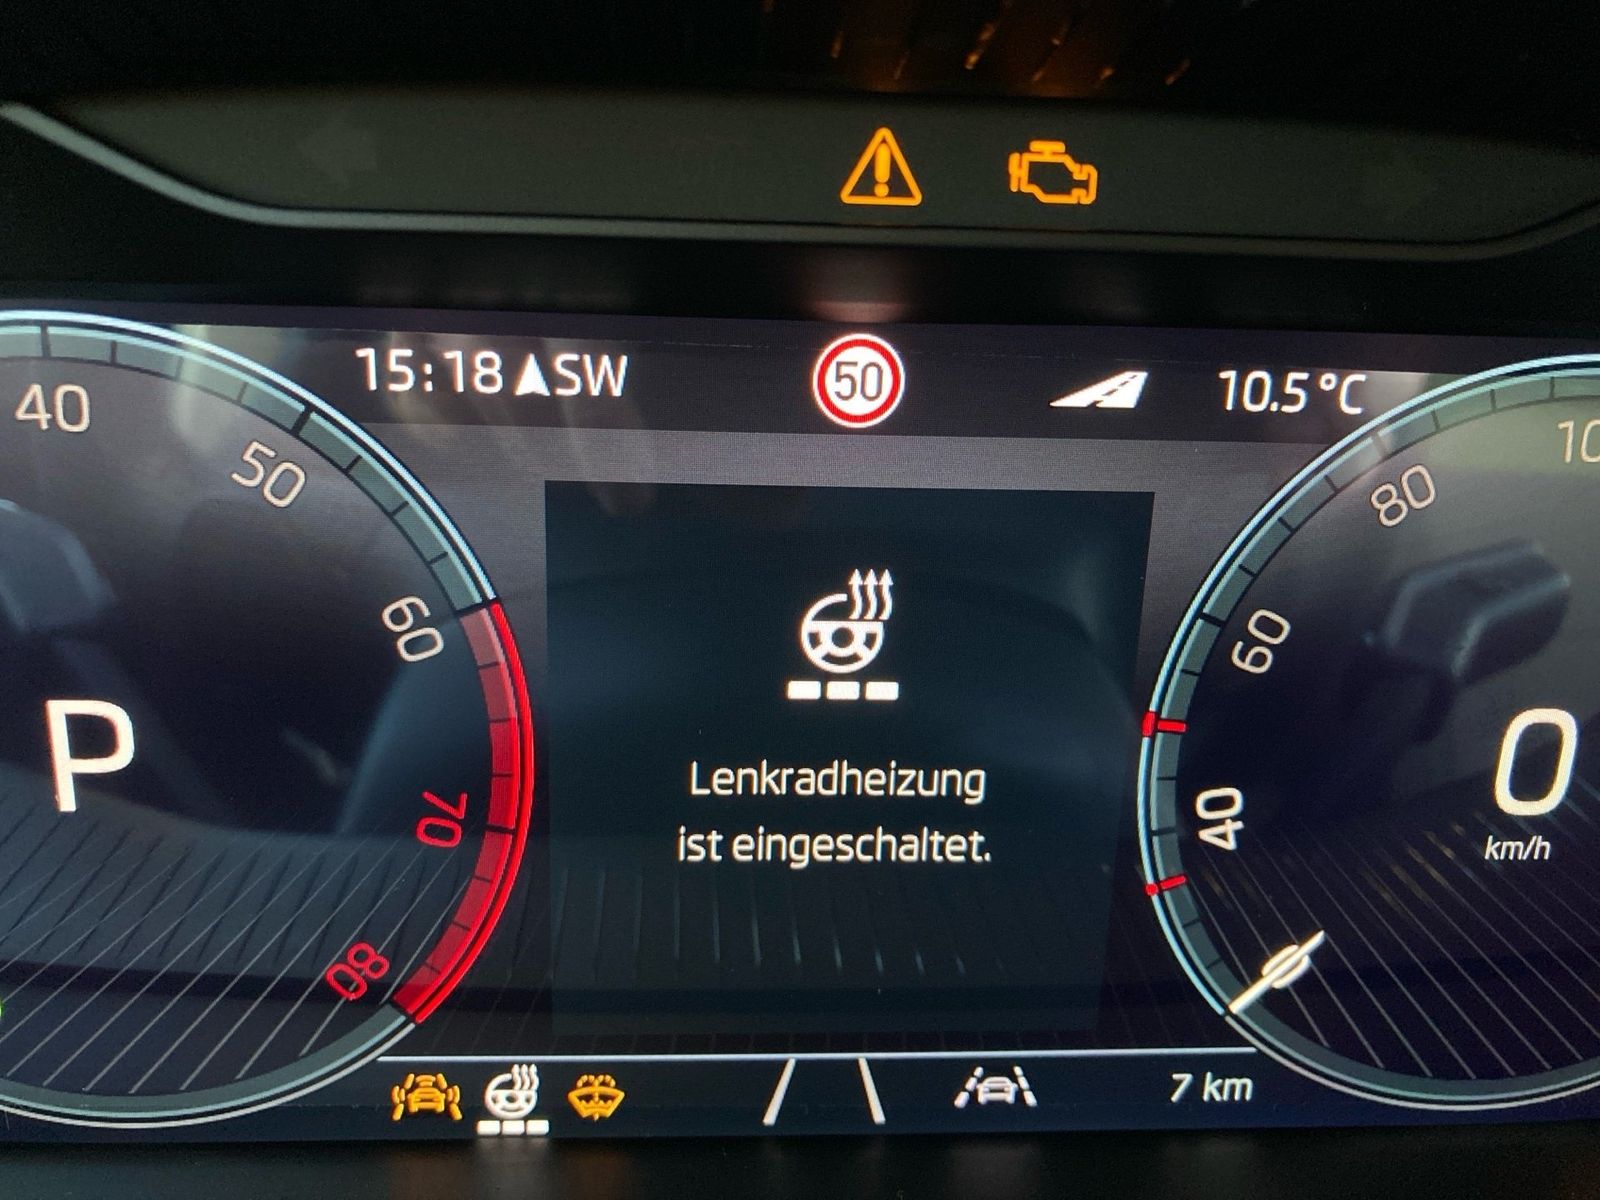 15:18 SW
50
10.5°C
40
50
60
70
80
P
Lenkradheizung
ist eingeschaltet.
80
60
40
0
km/h
7 km